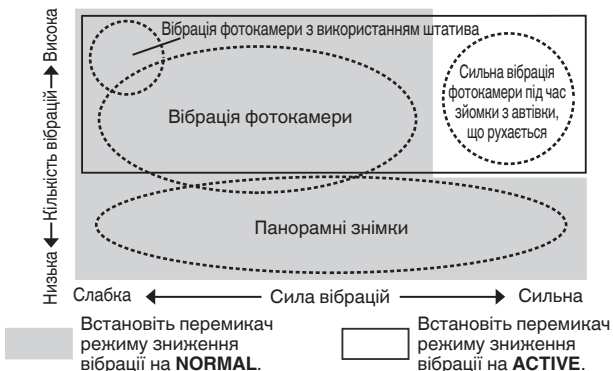 Вібрація фотокамери з використанням штатива
Сильна вібрація
фотокамери під час
зйомки з автівки,
що рухається
Вібрація фотокамери
Панорамні знімки
Низька ← Кількість вібрацій → Висока
Слабка ← Сила вібрацій → Сильна
Встановіть перемикач
режиму зниження
вібрації на NORMAL.
Встановіть перемикач
режиму зниження
вібрації на ACTIVE.